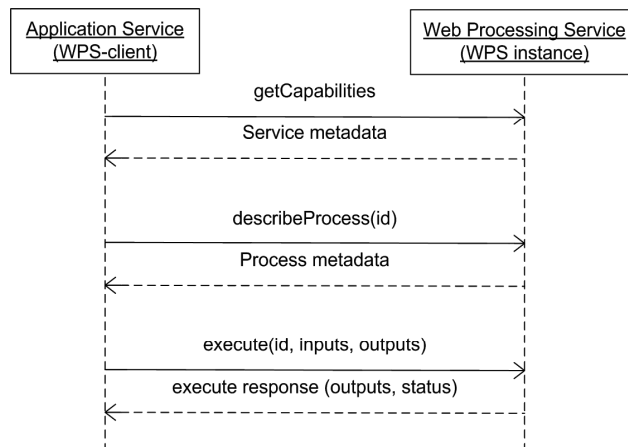 Application Service
(WPS-client)
Web Processing Service
(WPS instance)
getCapabilities
Service metadata
describeProcess(id)
Process metadata
execute(id, inputs, outputs)
execute response (outputs, status)